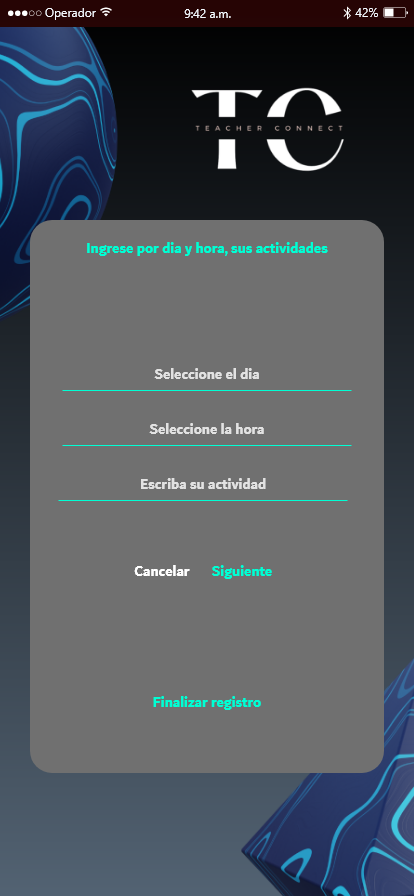 Operador 9:42 a.m. 42%
TC
TEACHER CONNECT
Ingrese por dia y hora, sus actividades
Seleccione el dia
Seleccione la hora
Escriba su actividad
Cancelar Siguiente
Finalizar registro